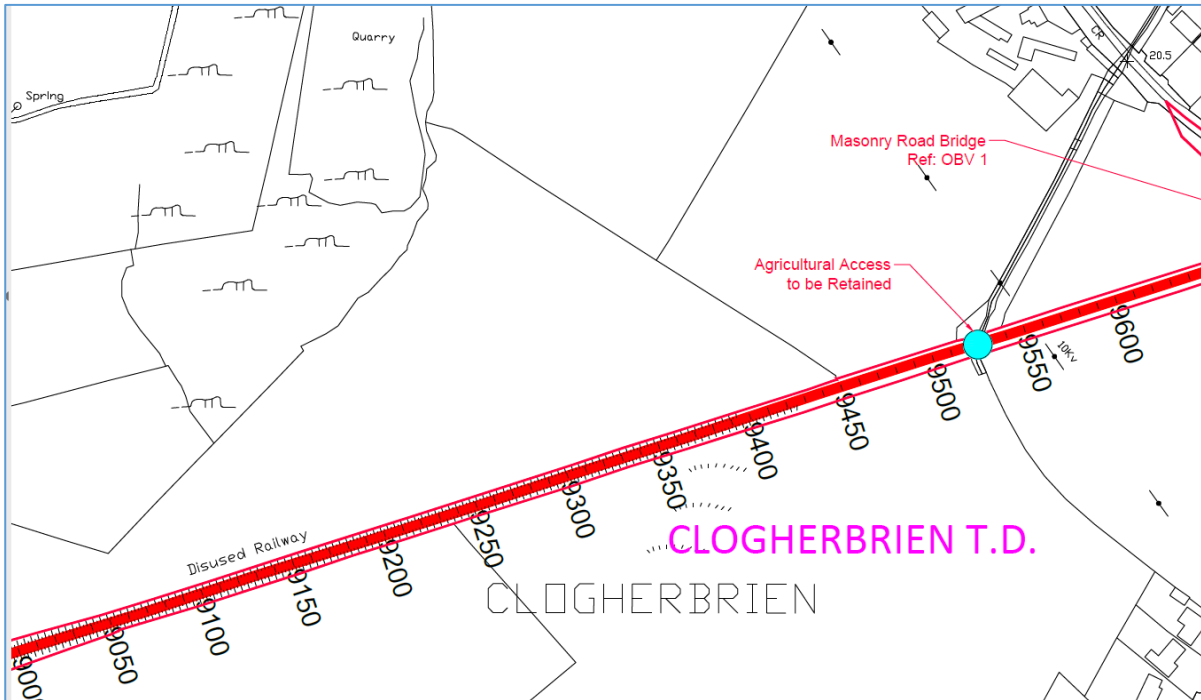 Quarry
CR
20.5
Spring
Masonry Road Bridge
Ref: OBV 1
Agricultural Access
to be Retained
10Kv
9600
9550
9500
9450
9400
9350
9300
9250
9200
9150
9100
9050
9000
Disused Railway
CLOGHERBRIEN T.D.
CLOGHERBRIEN